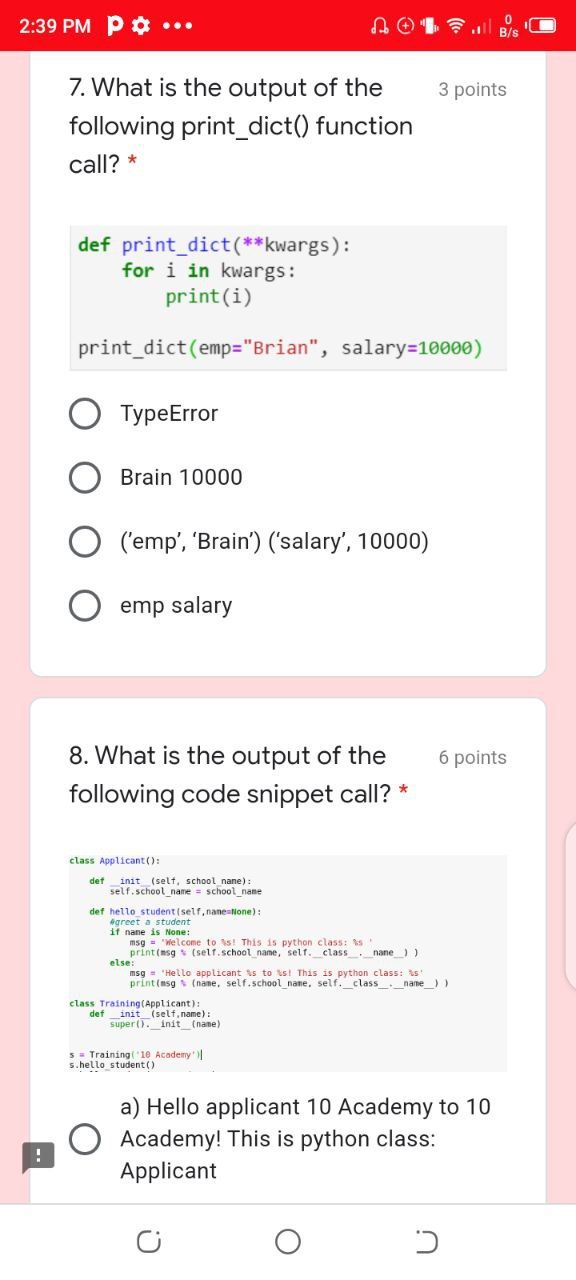 2:39 PM
0
B/s
7. What is the output of the
3 points
following print_dict() function
call? *
def print_dict(**kwargs):
for i in kwargs:
print(i)
print_dict(emp="Brian", salary=10000)
TypeError
Brain 10000
(’emp’, ‘Brain’) (‘salary’, 10000)
emp salary
8. What is the output of the
6 points
following code snippet call? *
class Applicant():
def __init__(self, school_name):
self.school_name = school_name
def hello_student(self,name=None):
#greet a student
if name is None:
msg = 'Welcome to %s! This is python class: %s '
print(msg % (self.school_name, self.__class__.__name__) )
else:
msg = 'Hello applicant %s to %s! This is python class: %s'
print(msg % (name, self.school_name, self.__class__.__name__) )
class Training(Applicant):
def __init__(self,name):
super().__init__(name)
s = Training('10 Academy')
s.hello_student()
a) Hello applicant 10 Academy to 10
Academy! This is python class:
Applicant